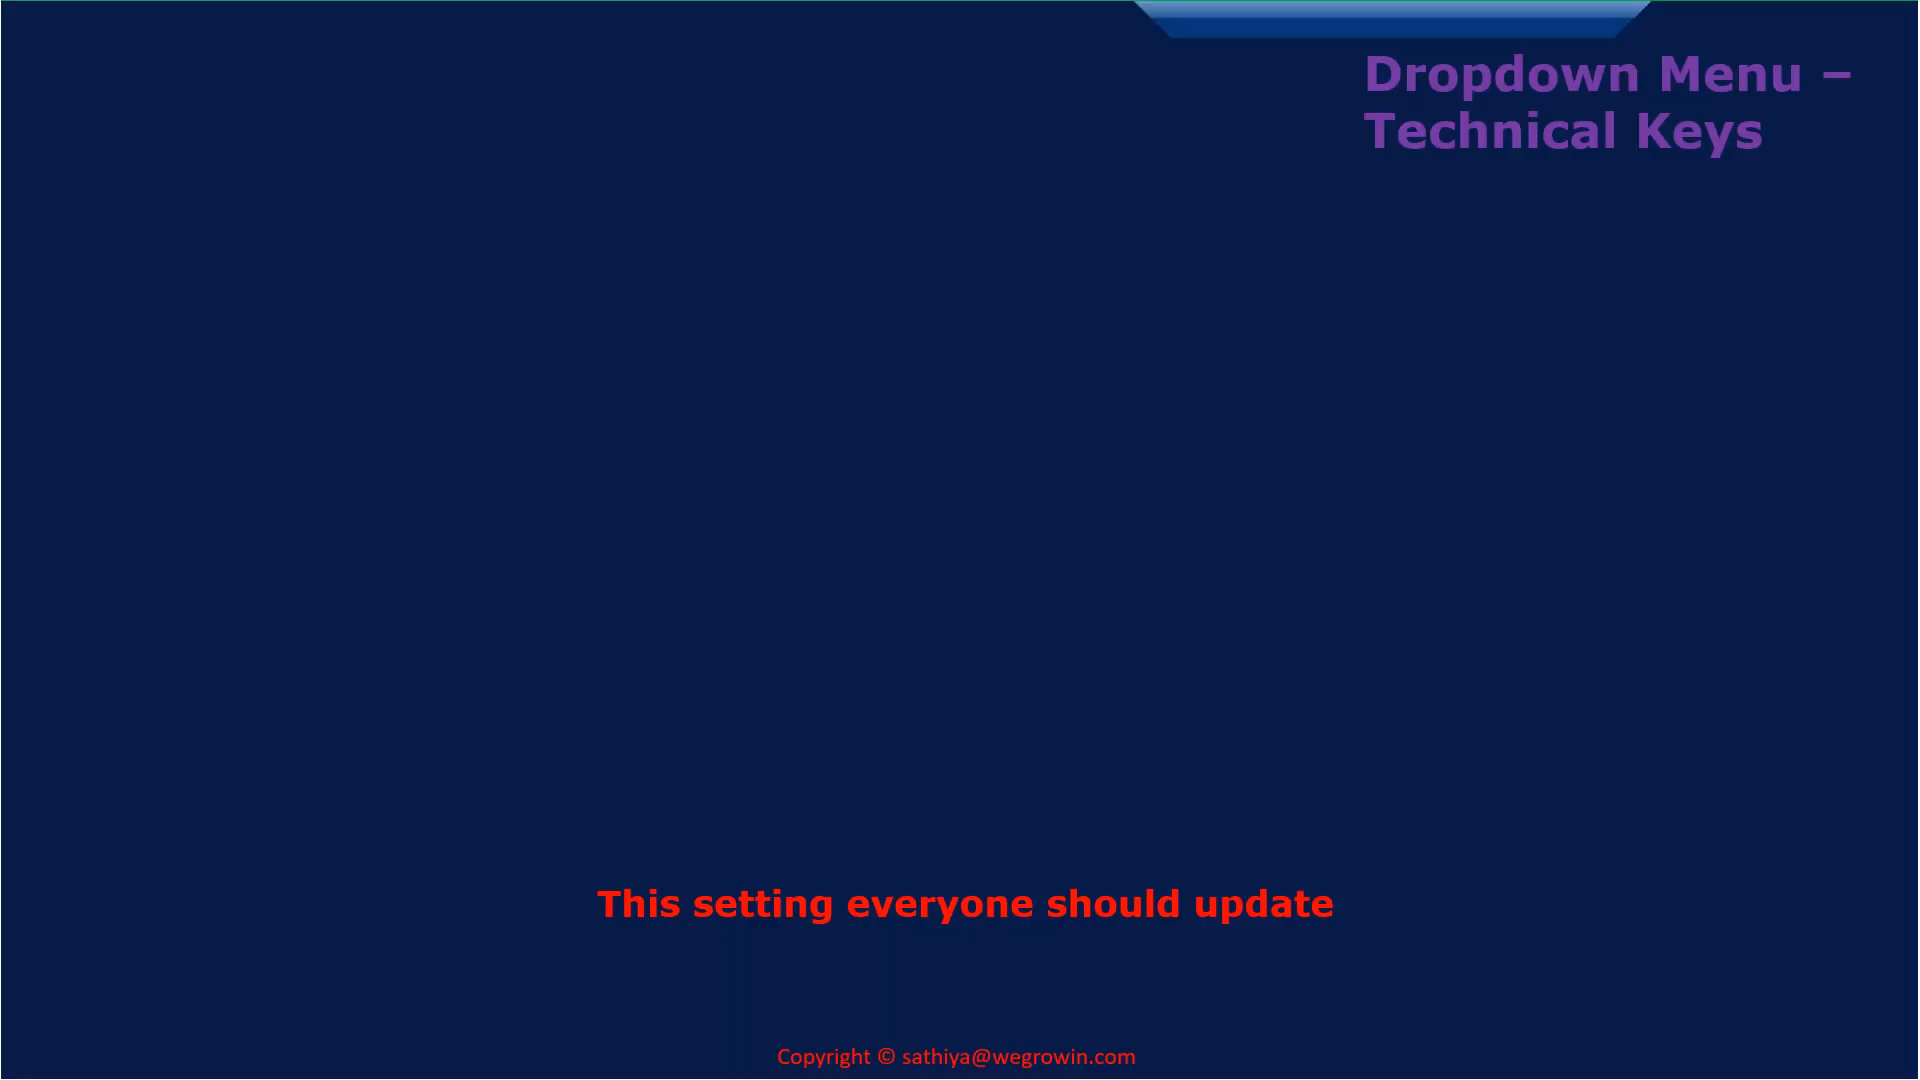 Dropdown Menu –
Technical Keys
This setting everyone should update
Copyright © sathiya@wegrowin.com